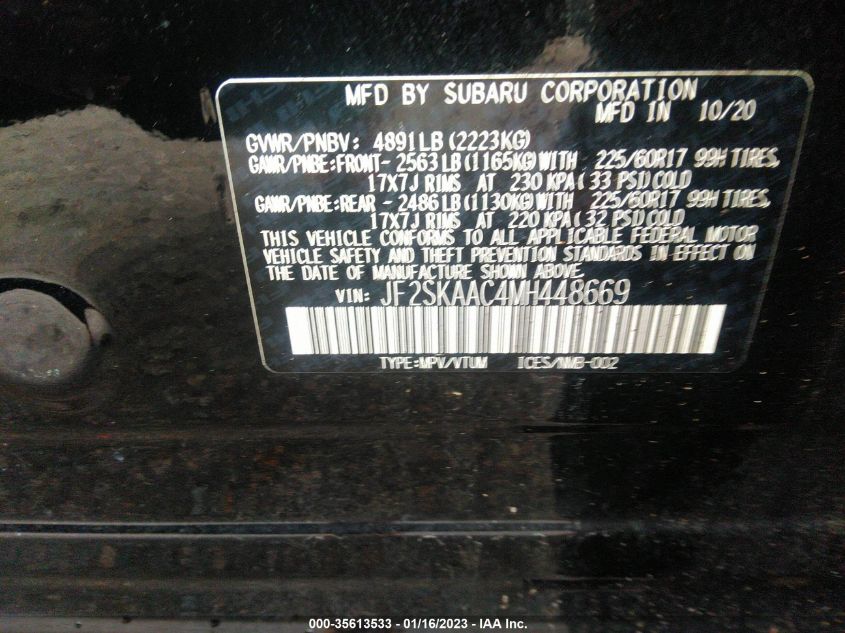 MFD BY SUBARU CORPORATION
MFD IN 10/20
GVWR/PNBV: 4891LB (2223KG)
GAWR/PNBE:FRONT- 2563 LB (1165KG) WITH 225/60R17 99H TIRES,
17X7J RIMS AT 230 KPA( 33 PSI) COLD
GAWR/PNBE:REAR - 2486 LB (1130KG) WITH 225/60R17 99H TIRES,
17X7J RIMS AT 220 KPA( 32 PSI) COLD
THIS VEHICLE CONFORMS TO ALL APPLICABLE FEDERAL MOTOR
VEHICLE SAFETY AND THEFT PREVENTION STANDARDS IN EFFECT ON
THE DATE OF MANUFACTURE SHOWN ABOVE.
VIN: JF2SKAAC4MH448669
TYPE:MPV/VTUM ICES/NMB-002
000-35613533 - 01/16/2023 - IAA Inc.